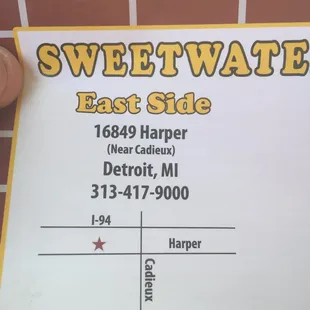 SWEETWATE
East Side
16849 Harper
(Near Cadieux)
Detroit, MI
313-417-9000
I-94
Harper
Cadieux